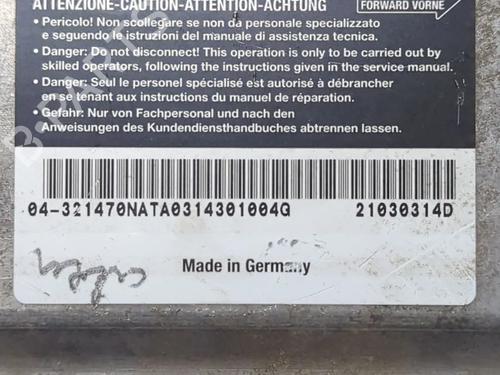 ATTENZIONE-CAUTION-ATTENTION-ACHTUNG
FORWARD VORNE
• Pericolo! Non scollegare se non da personale specializzato
e seguendo le istruzioni del manuale di assistenza tecnica.
• Danger: Do not disconnect! This operation is only to be carried out by
skilled operators, following the instructions given in the service manual.
• Danger: Seul le personel spécialisé est autorisé à débrancher
en se tenant aux instructions du manuel de réparation.
• Gefahr: Nur von Fachpersonal und nach den
Anweisungen des Kundendiensthandbuches abtrennen lassen.
04-321470NATA0314301004G 21030314D
Made in Germany